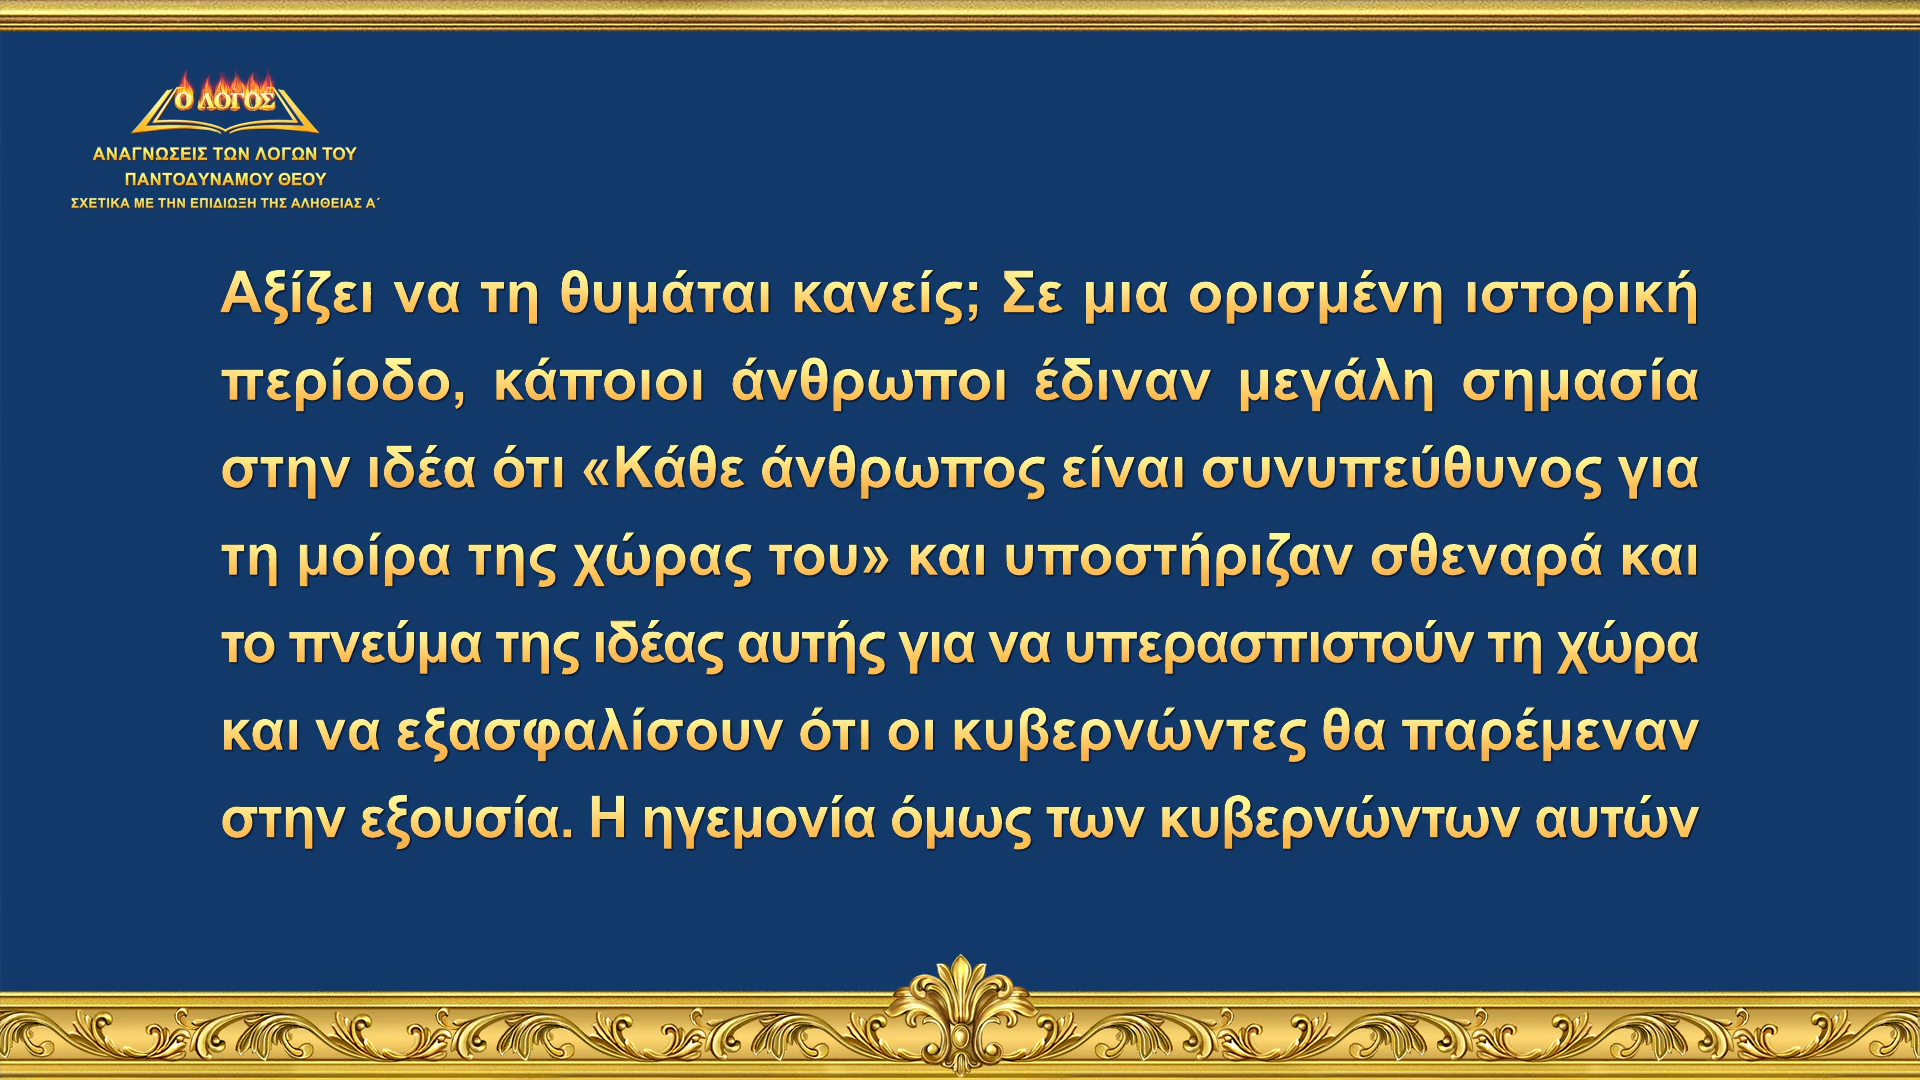 Ο ΛΟΓΟΣ
ΑΝΑΓΝΩΣΕΙΣ ΤΩΝ ΛΟΓΩΝ ΤΟΥ
ΠΑΝΤΟΔΥΝΑΜΟΥ ΘΕΟΥ
ΣΧΕΤΙΚΑ ΜΕ ΤΗΝ ΕΠΙΔΙΩΞΗ ΤΗΣ ΑΛΗΘΕΙΑΣ Α΄
Αξίζει να τη θυμάται κανείς; Σε μια ορισμένη ιστορική
περίοδο, κάποιοι άνθρωποι έδιναν μεγάλη σημασία
στην ιδέα ότι «Κάθε άνθρωπος είναι συνυπεύθυνος για
τη μοίρα της χώρας του» και υποστήριζαν σθεναρά και
το πνεύμα της ιδέας αυτής για να υπερασπιστούν τη χώρα
και να εξασφαλίσουν ότι οι κυβερνώντες θα παρέμεναν
στην εξουσία. Η ηγεμονία όμως των κυβερνώντων αυτών